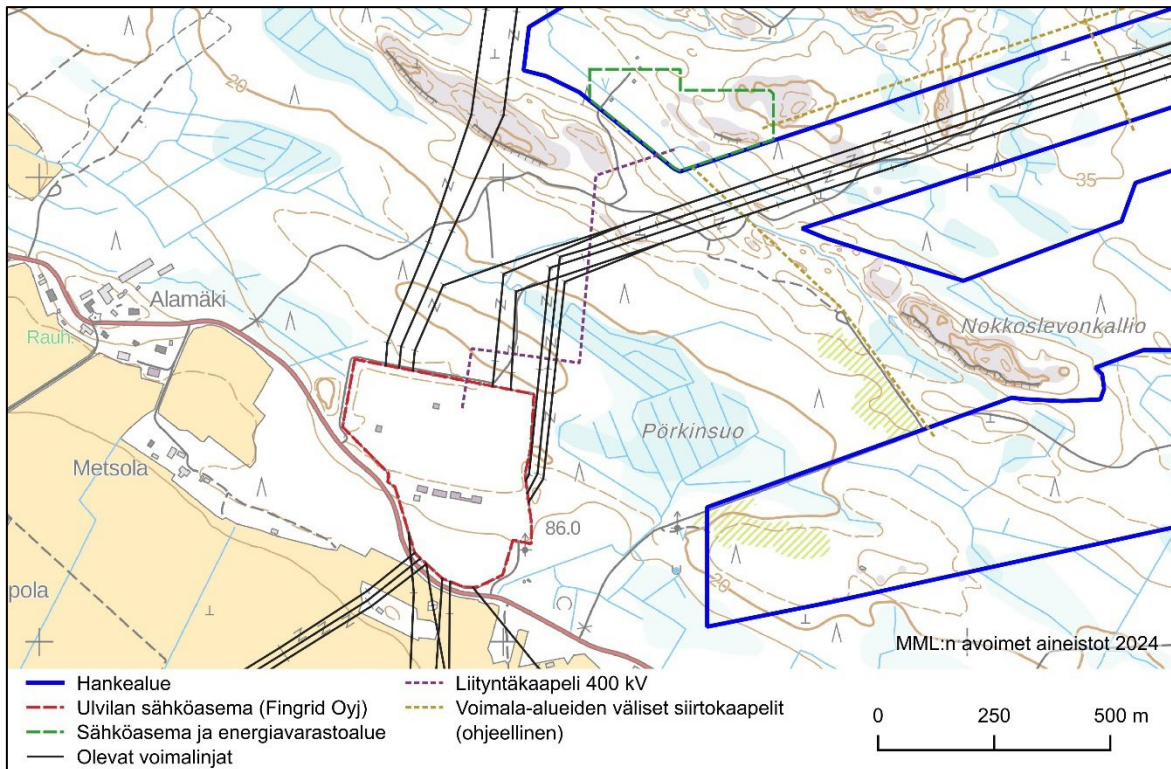 20
35
Alamäki
Rauh.
Nokkoslevonkallio
Pörkinsuo
Metsola
86.0
pola
20
MML:n avoimet aineistot 2024
Hankealue
Ulvilan sähköasema (Fingrid Oyj)
Sähköasema ja energiavarastoalue
Olevat voimalinjat
Liityntäkaapeli 400 kV
Voimala-alueiden väliset siirtokaapelit
(ohjeellinen)
0 250 500 m